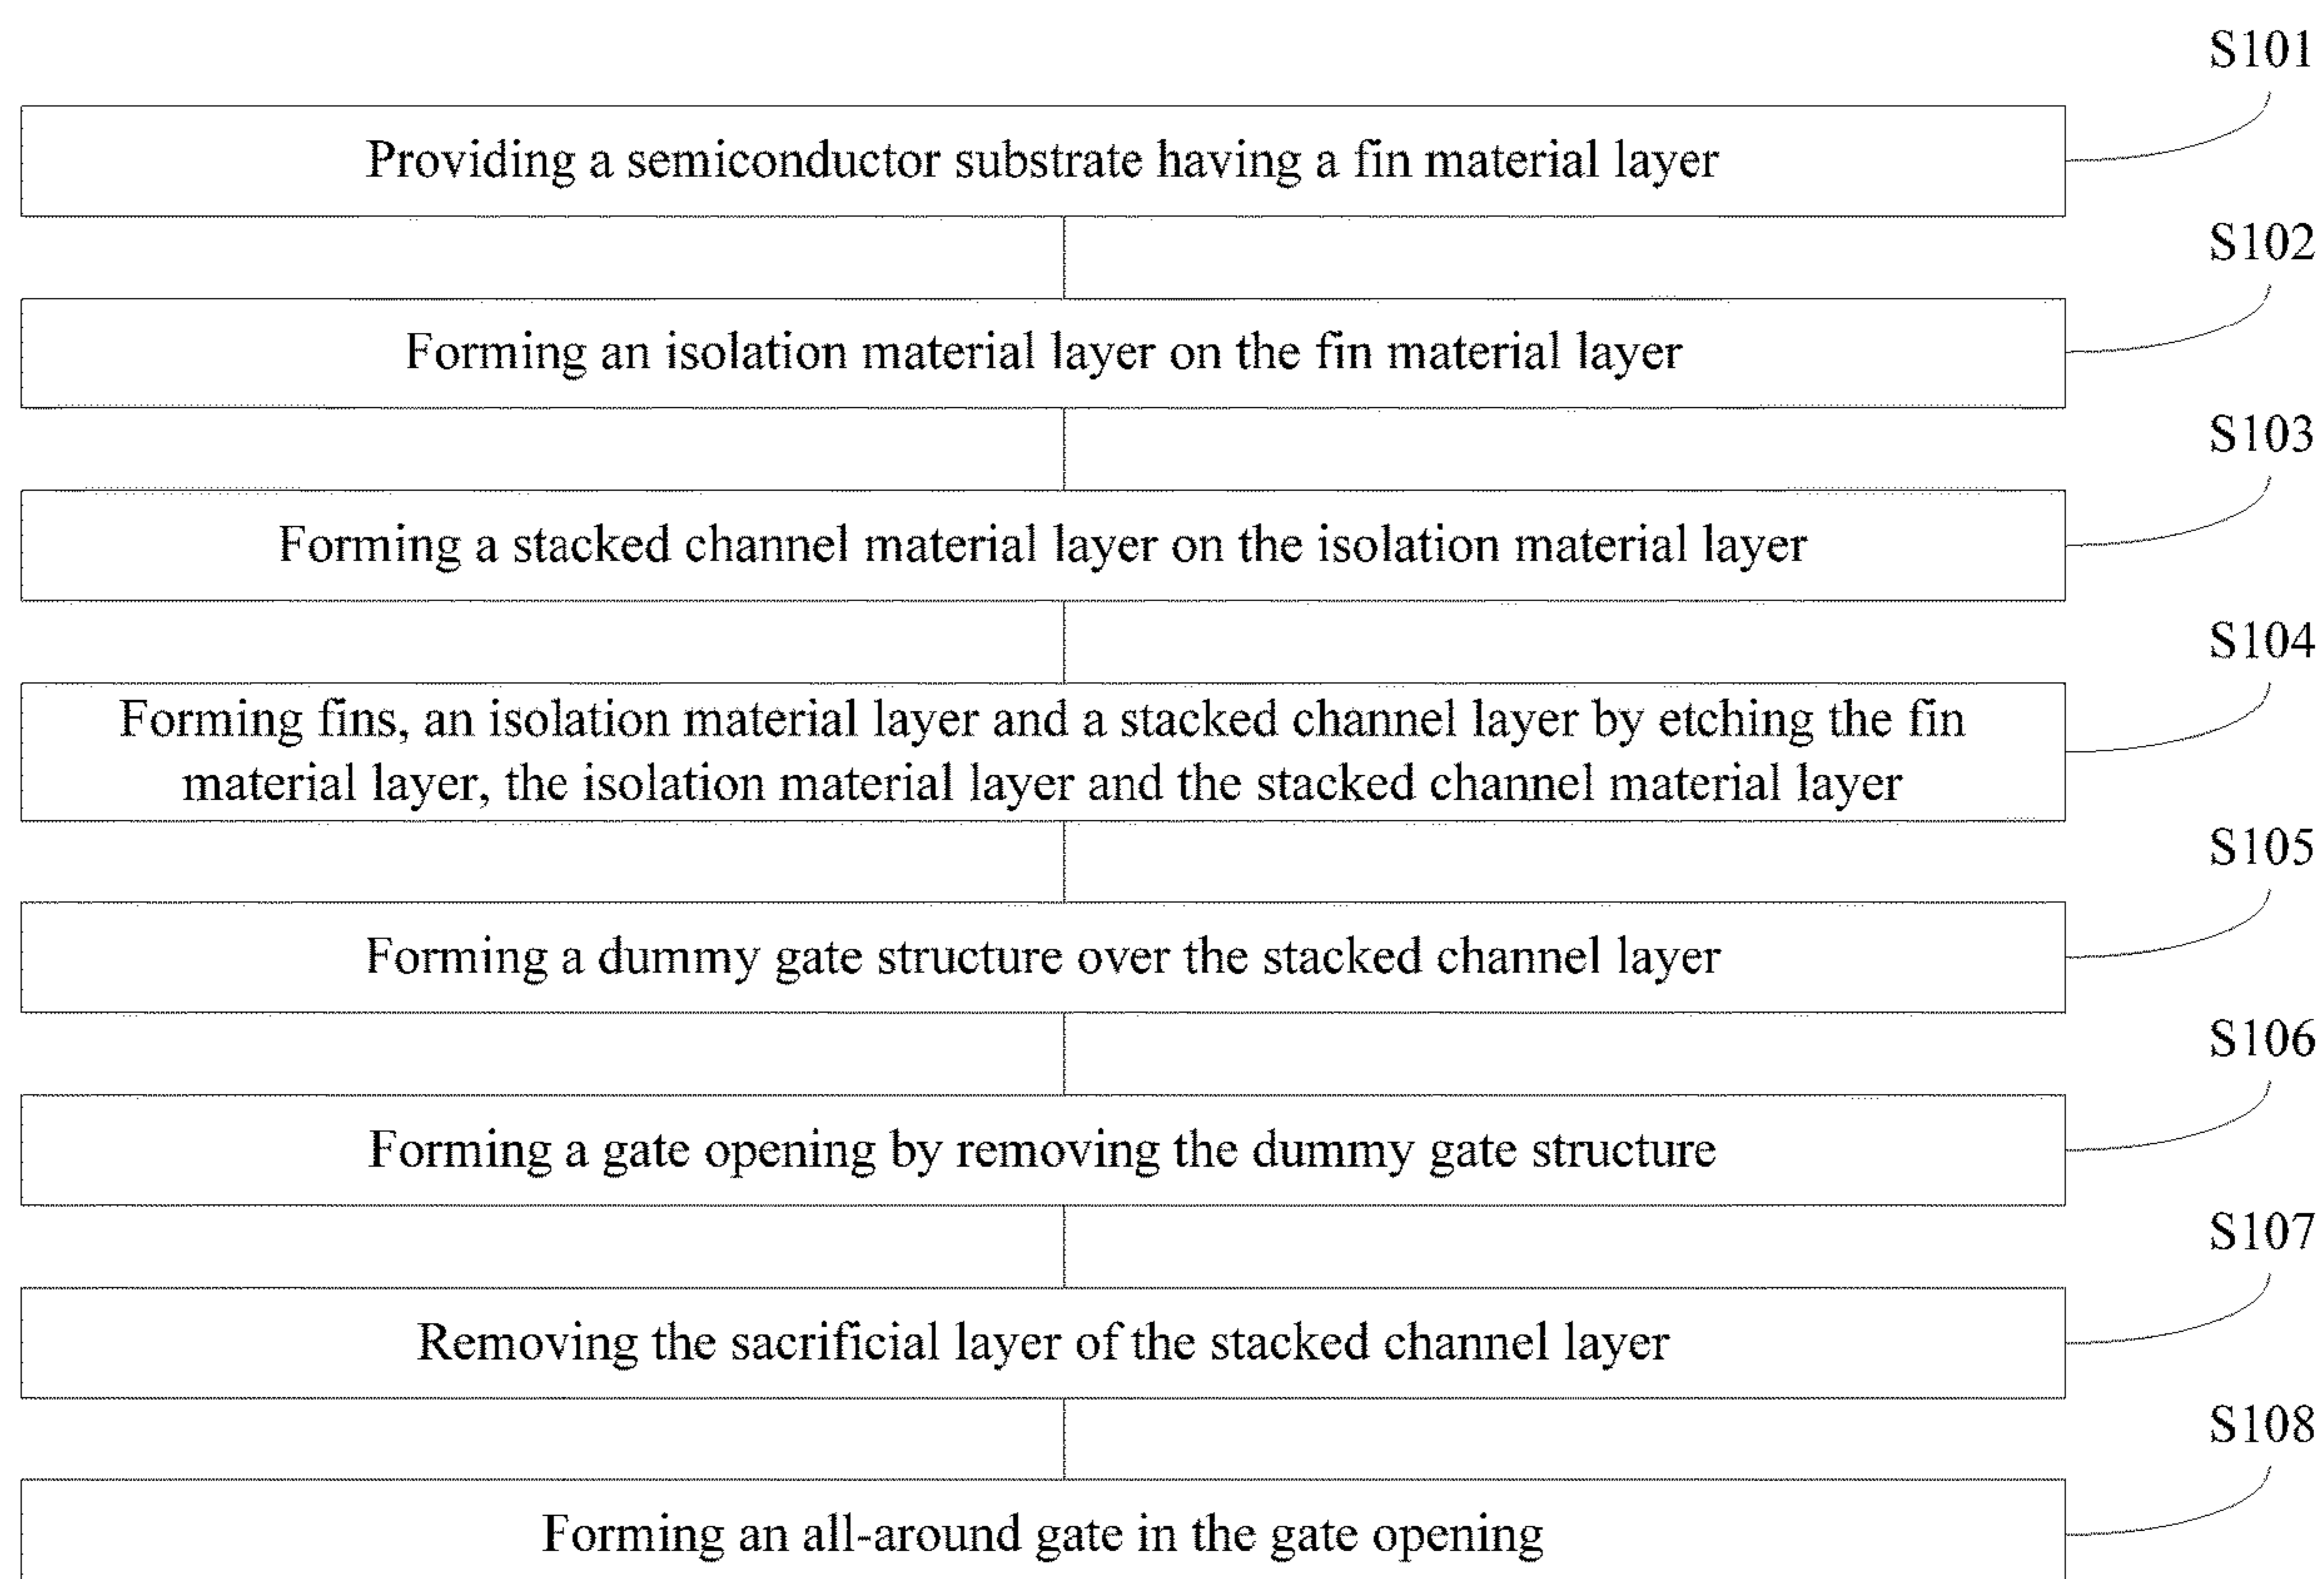 S101
Providing a semiconductor substrate having a fin material layer
S102
Forming an isolation material layer on the fin material layer
S103
Forming a stacked channel material layer on the isolation material layer
S104
Forming fins, an isolation material layer and a stacked channel layer by etching the fin
material layer, the isolation material layer and the stacked channel material layer
S105
Forming a dummy gate structure over the stacked channel layer
S106
Forming a gate opening by removing the dummy gate structure
S107
Removing the sacrificial layer of the stacked channel layer
S108
Forming an all-around gate in the gate opening